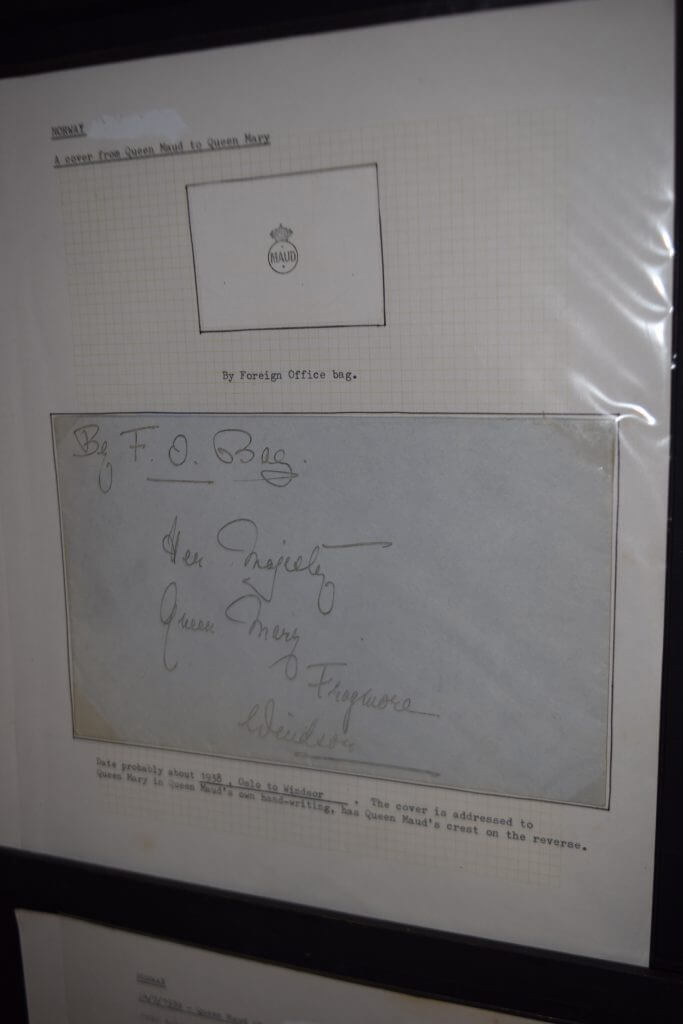 NORWAY
A cover from Queen Maud to Queen Mary
MAUD
By Foreign Office bag.
By F. O. Bag.
Her Majesty
Queen Mary
Frogmore
Windsor
Date probably about 1938 , Oslo to Windsor . The cover is addressed to
Queen Mary in Queen Maud's own hand-writing, has Queen Maud's crest on the reverse.
NORWAY
- Queen Maud